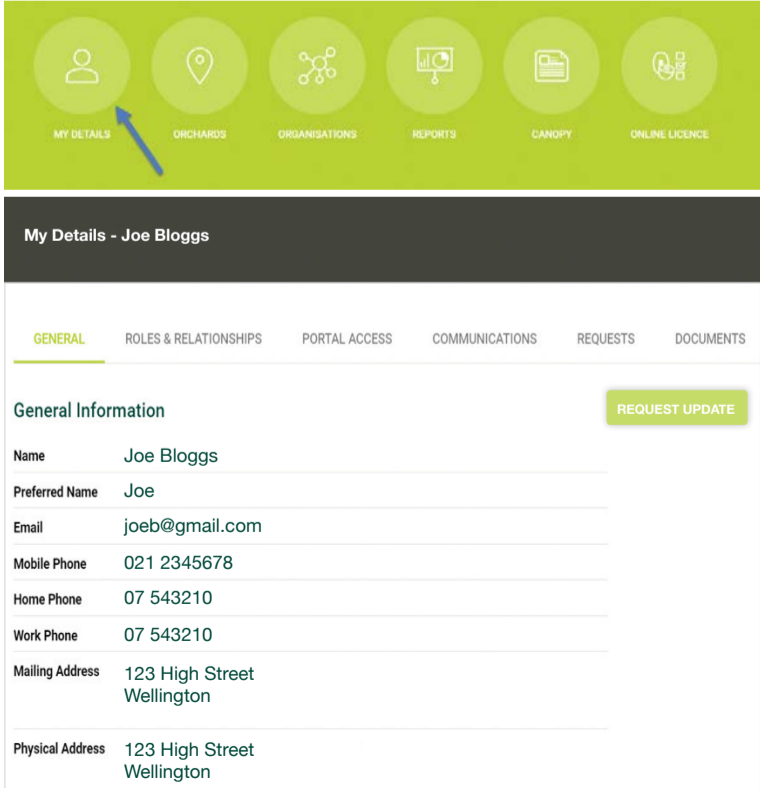 MY DETAILS
ORCHARDS
ORGANISATIONS
REPORTS
CANOPY
ONLINE LICENCE
My Details - Joe Bloggs
GENERAL
ROLES & RELATIONSHIPS
PORTAL ACCESS
COMMUNICATIONS
REQUESTS
DOCUMENTS
General Information
REQUEST UPDATE
Name Joe Bloggs
Preferred Name Joe
Email joeb@gmail.com
Mobile Phone 021 2345678
Home Phone 07 543210
Work Phone 07 543210
Mailing Address 123 High Street
Wellington
Physical Address 123 High Street
Wellington